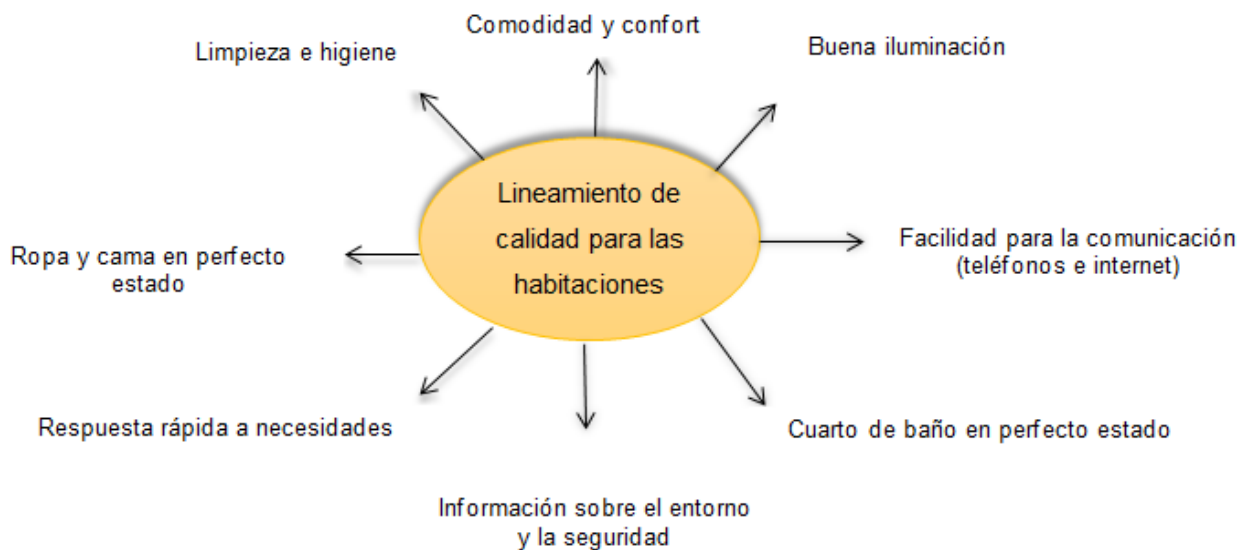 Comodidad y confort
Limpieza e higiene
Buena iluminación
Lineamiento de
calidad para las
habitaciones
Ropa y cama en perfecto
estado
Facilidad para la comunicación
(teléfonos e internet)
Respuesta rápida a necesidades
Cuarto de baño en perfecto estado
Información sobre el entorno
y la seguridad